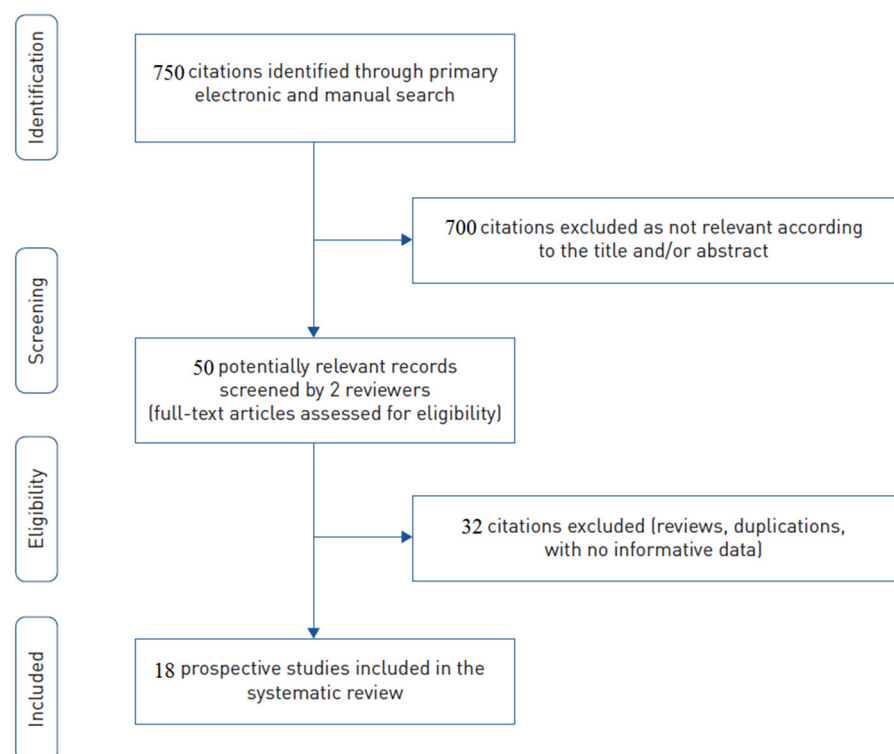 Identification
750 citations identified through primary
electronic and manual search
700 citations excluded as not relevant according
to the title and/or abstract
Screening
50 potentially relevant records
screened by 2 reviewers
(full-text articles assessed for eligibility)
Eligibility
32 citations excluded (reviews, duplications,
with no informative data)
Included
18 prospective studies included in the
systematic review